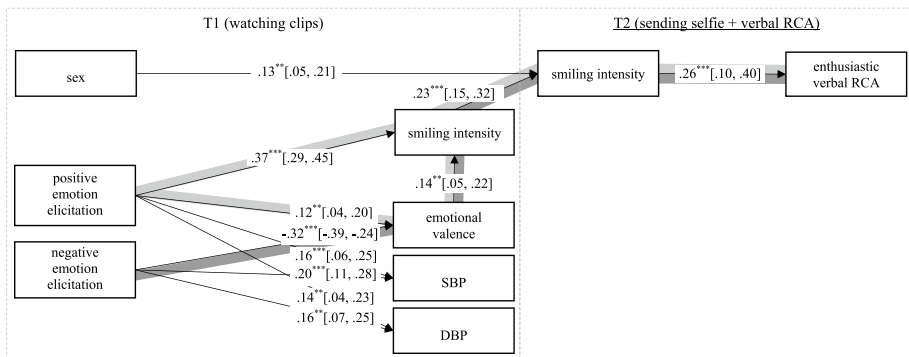 T1 (watching clips)
T2 (sending selfie + verbal RCA)
sex
.13**[.05, .21]
smiling intensity
.26***[.10, .40]
enthusiastic
verbal RCA
.23***[.15, .32]
smiling intensity
.37***[.29, .45]
positive
emotion
elicitation
.14**[.05, .22]
.12**[.04, .20]
emotional
valence
-.32***[-.39, -.24]
negative
emotion
elicitation
.16***[.06, .25]
.20***[.11, .28]
SBP
.14**[.04, .23]
.16**[.07, .25]
DBP